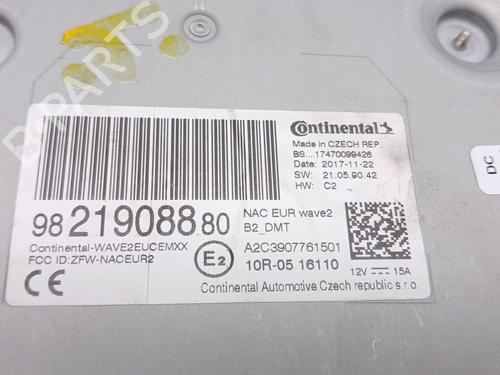 B-PARTS
Continental
Made in CZECH REP.
BS....17470099426
Date: 2017-11-22
SW: 21.05.90.42
HW: C2
98 219088 80
NAC EUR wave2
B2_DMT
Continental-WAVE2EUCEMXX
FCC ID:ZFW-NACEUR2
CE
E2
A2C3907761501
10R-05 16110
12V 15A
Continental Automotive Czech republic s.r.o.
DC